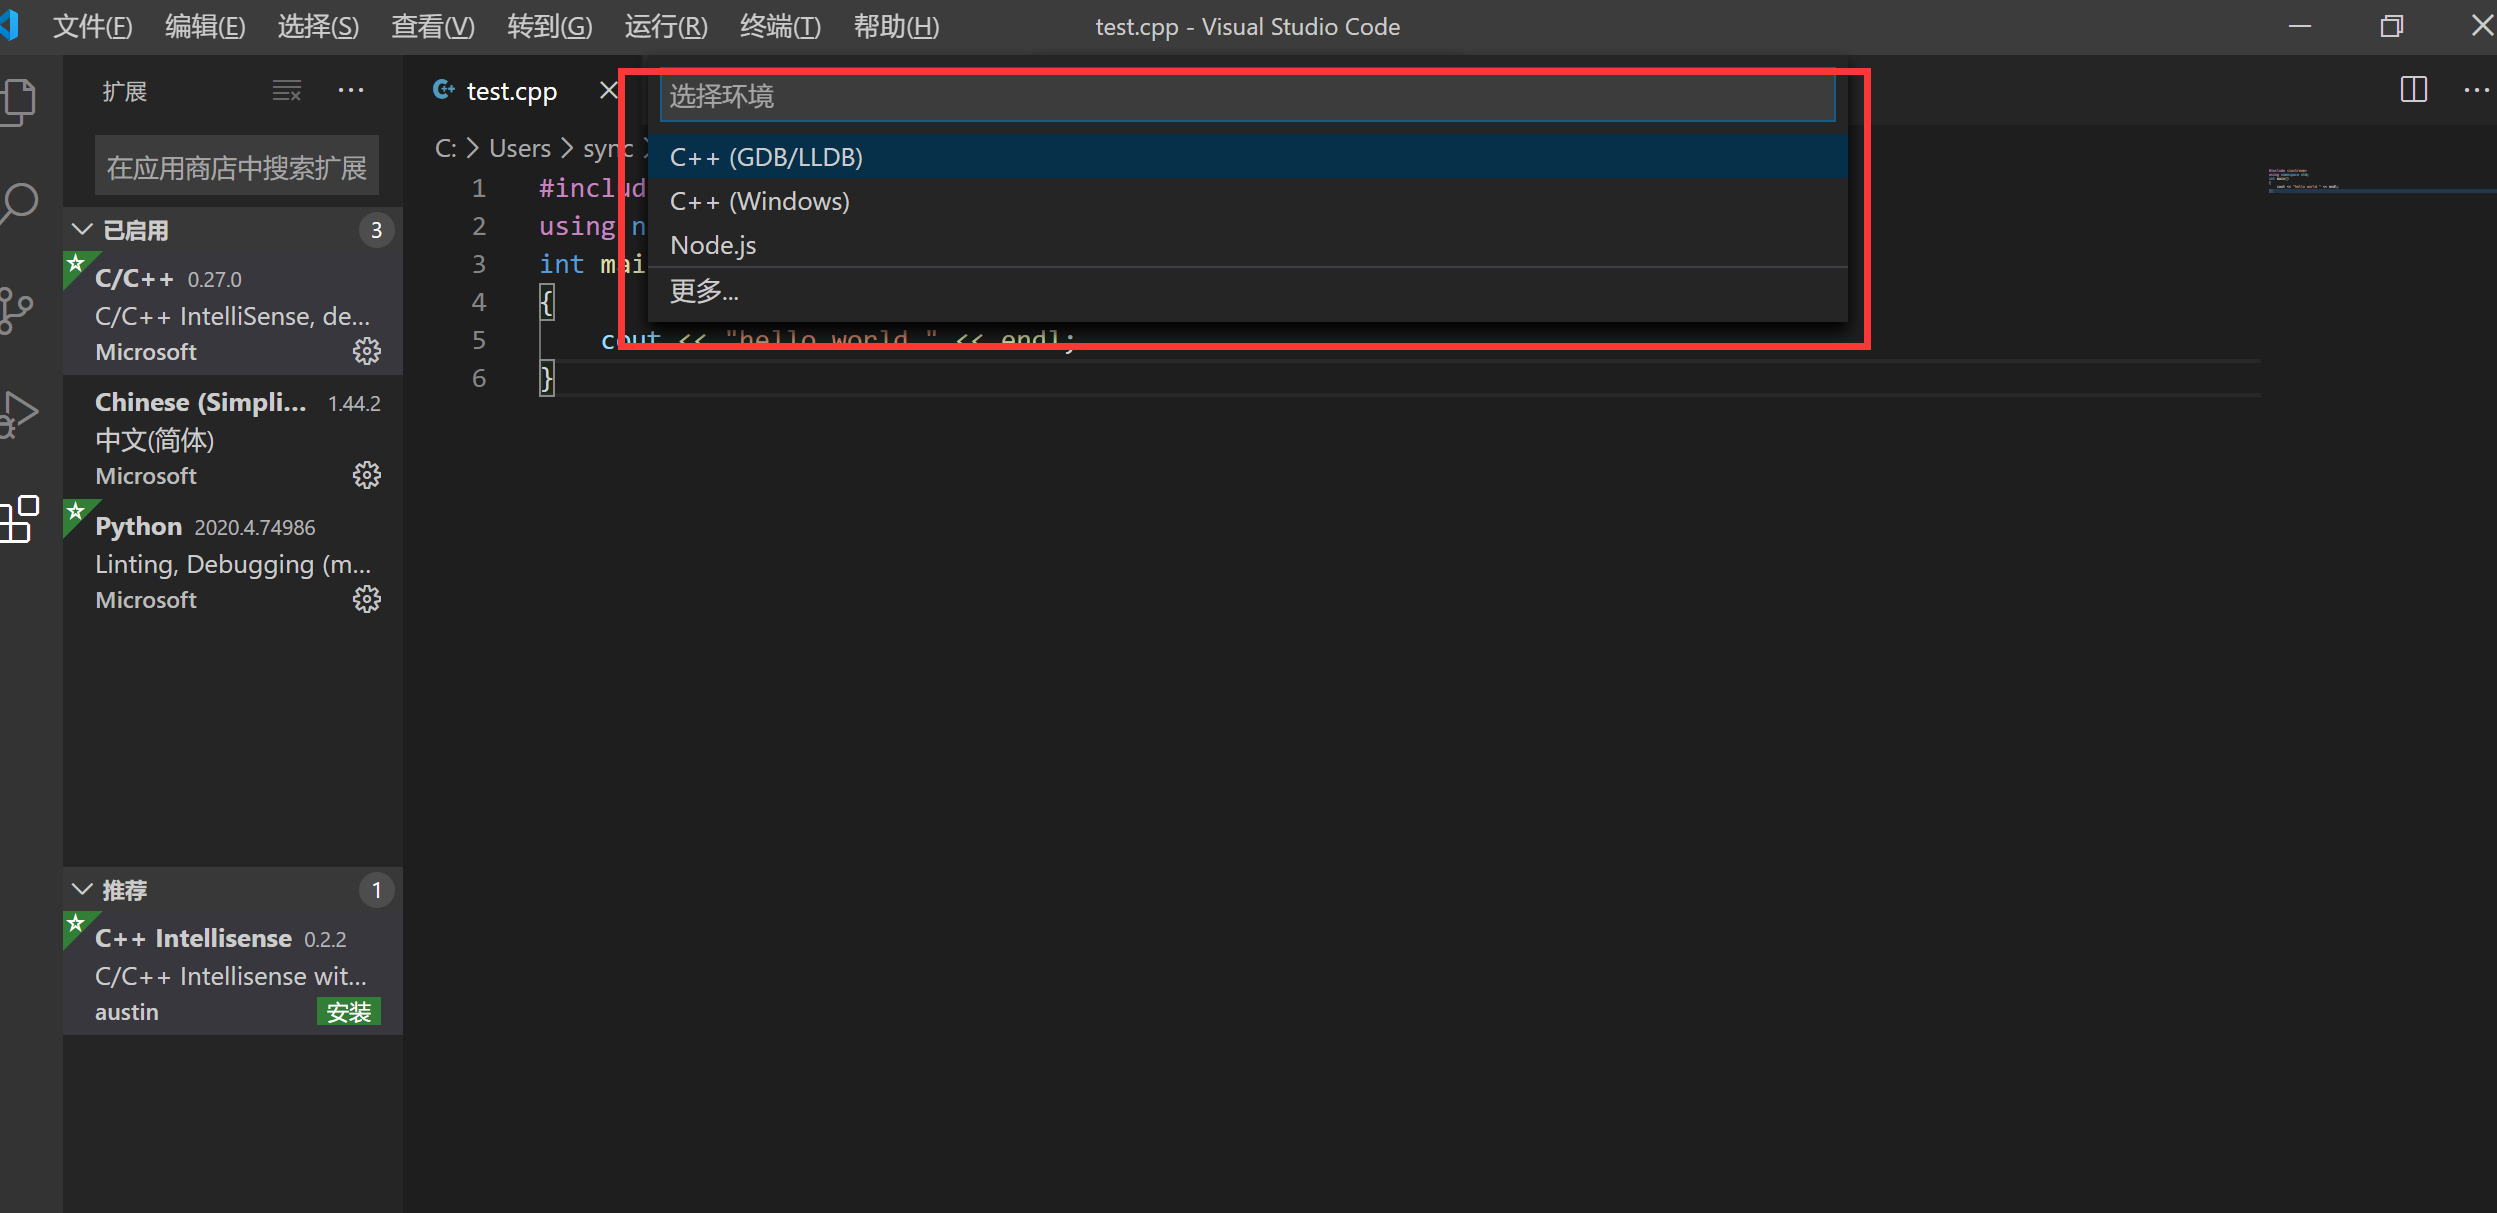 文件(F) 编辑(E) 选择(S) 查看(V) 转到(G) 运行(R) 终端(T) 帮助(H) test.cpp - Visual Studio Code
扩展
在应用商店中搜索扩展
已启用 3
C/C++ 0.27.0
C/C++ IntelliSense, de...
Microsoft
Chinese (Simpli... 1.44.2
中文(简体)
Microsoft
Python 2020.4.74986
Linting, Debugging (m...
Microsoft
推荐 1
C++ Intellisense 0.2.2
C/C++ Intellisense wit...
austin 安装
test.cpp
C: > Users > sync >
选择环境
C++ (GDB/LLDB)
C++ (Windows)
Node.js
更多...
1 #includ
2 using n
3 int mai
4 {
5 cout << "hello world " << endl;
6 }